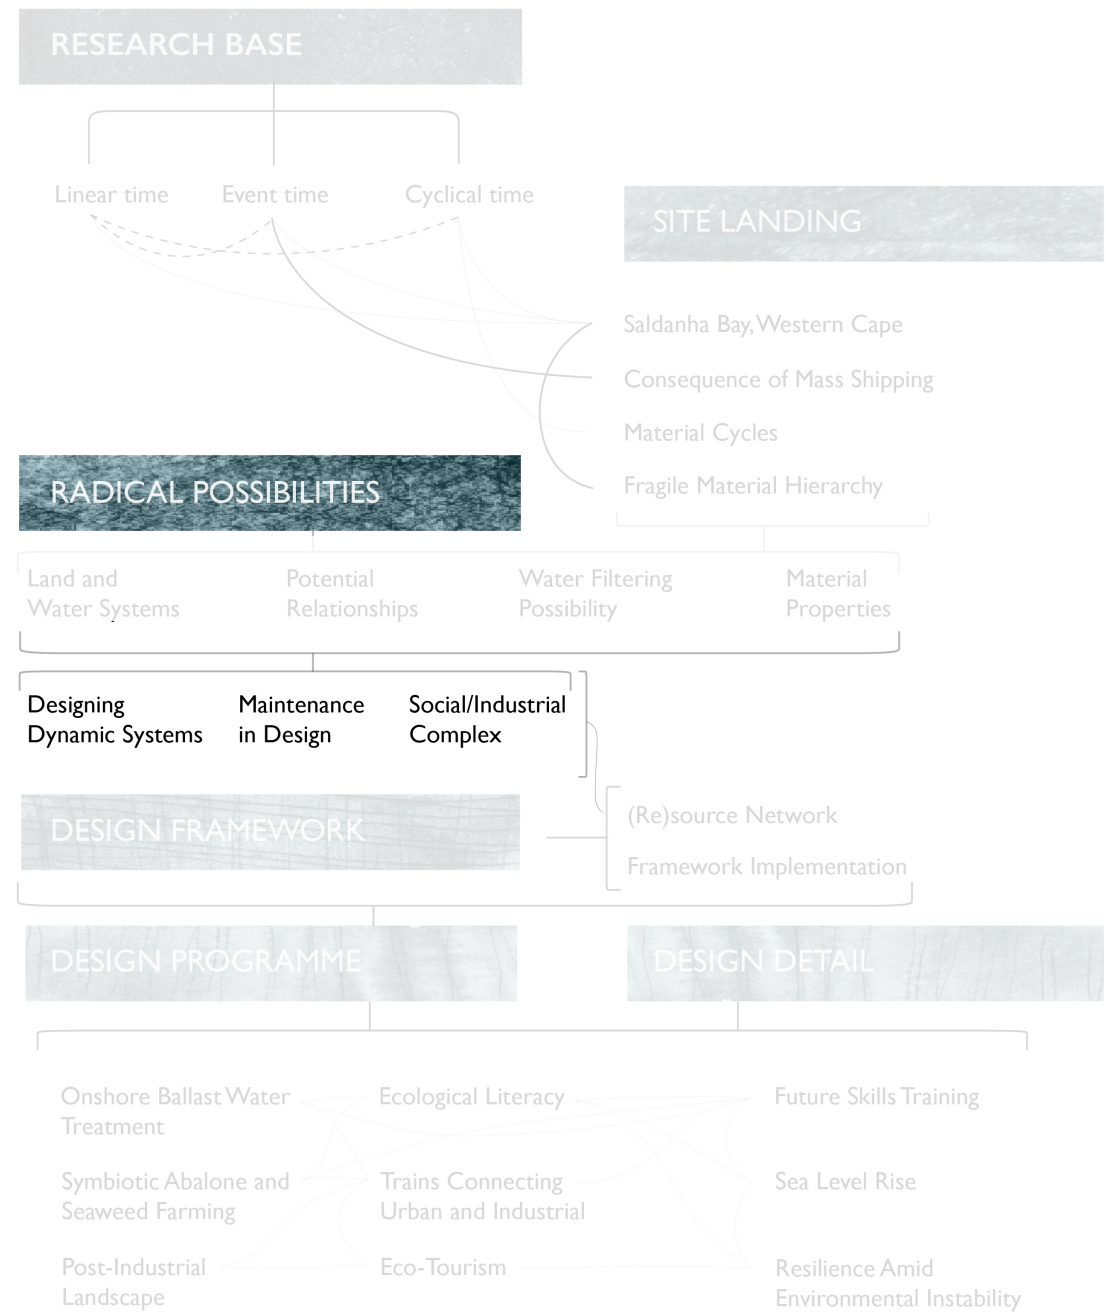 RESEARCH BASE
Linear time
Event time
Cyclical time
SITE LANDING
Saldanha Bay, Western Cape
Consequence of Mass Shipping
Material Cycles
Fragile Material Hierarchy
RADICAL POSSIBILITIES
Land and
Water Systems
Potential
Relationships
Water Filtering
Possibility
Material
Properties
Designing
Dynamic Systems
Maintenance
in Design
Social/Industrial
Complex
(Re)source Network
Framework Implementation
DESIGN FRAMEWORK
DESIGN PROGRAMME
DESIGN DETAIL
Onshore Ballast Water
Treatment
Ecological Literacy
Future Skills Training
Symbiotic Abalone and
Seaweed Farming
Trains Connecting
Urban and Industrial
Sea Level Rise
Post-Industrial
Landscape
Eco-Tourism
Resilience Amid
Environmental Instability